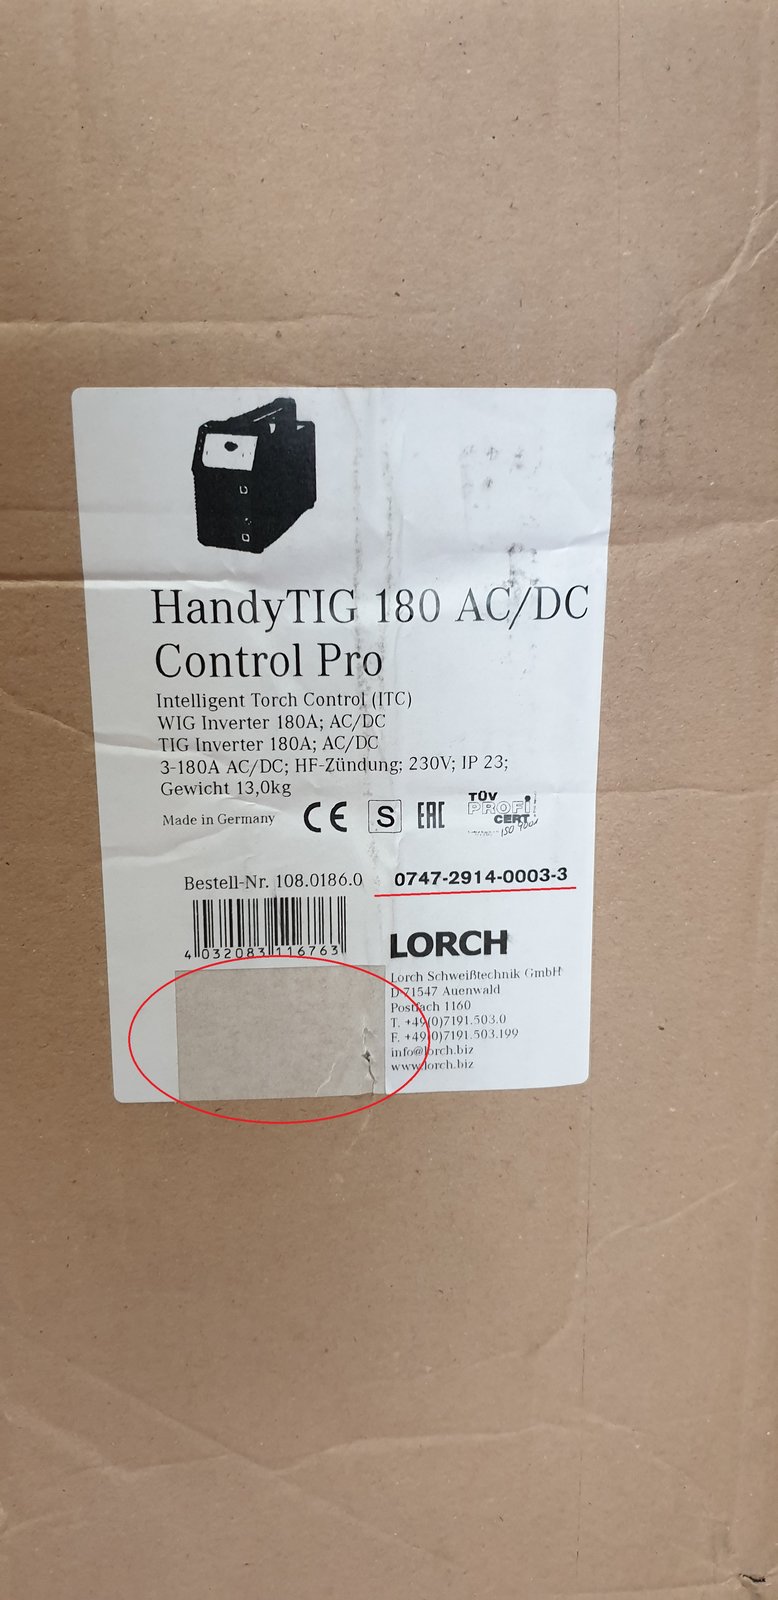 HandyTIG 180 AC/DC
Control Pro
Intelligent Torch Control (ITC)
WIG Inverter 180A; AC/DC
TIG Inverter 180A; AC/DC
3-180A AC/DC; HF-Zündung; 230V; IP 23;
Gewicht 13,0kg
Made in Germany
CE
S
EAC
TÜV
PROFi
CERT
ISO 9001
Bestell-Nr. 108.0186.0
0747-2914-0003-3
4 032083 116763
LORCH
Lorch Schweißtechnik GmbH
D-71547 Auenwald
Postfach 1160
T. +49(0)7191.503.0
F. +49(0)7191.503.199
info@lorch.biz
www.lorch.biz